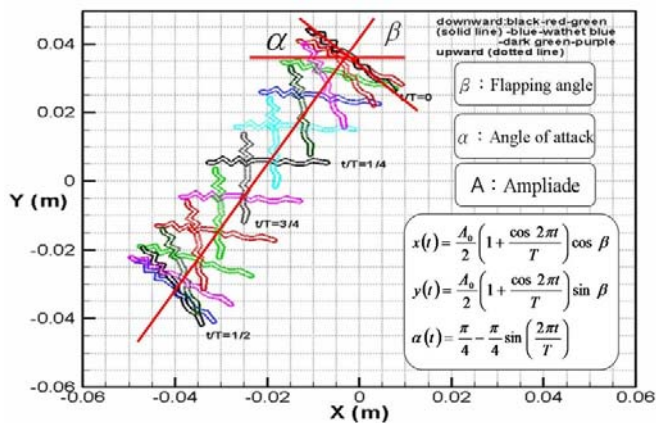 downward:black-red-green
(solid line) -blue-wathet blue
-dark green-purple
upward (dotted line)
α
β
β : Flapping angle
α : Angle of attack
A : Ampliade
x(t) = A₀/2 (1 + cos 2πt/T) cos β
y(t) = A₀/2 (1 + cos 2πt/T) sin β
α(t) = π/4 − π/4 sin (2πt/T)
t/T=0
t/T=1/4
t/T=3/4
t/T=1/2
Y (m)
0.04
0.02
0
-0.02
-0.04
-0.06
-0.06 -0.04 -0.02 0 0.02 0.04 0.06
X (m)